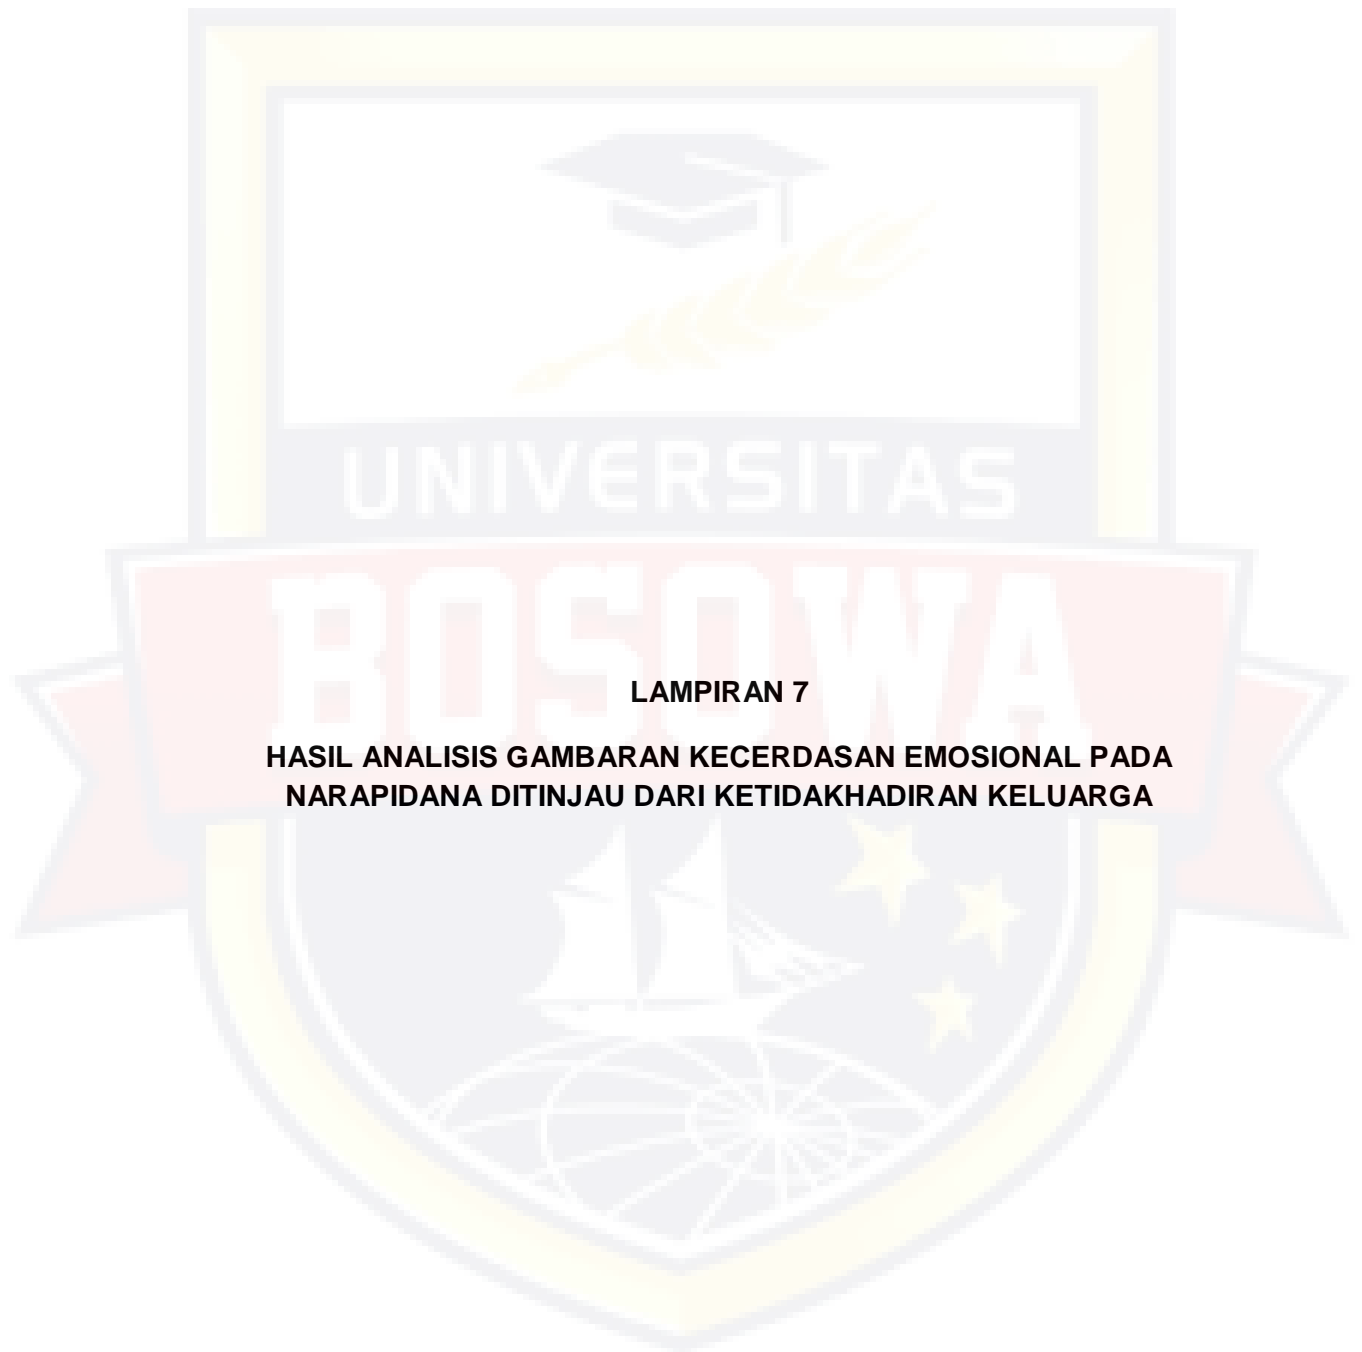 UNIVERSITAS
BOSOWA
LAMPIRAN 7
HASIL ANALISIS GAMBARAN KECERDASAN EMOSIONAL PADA
NARAPIDANA DITINJAU DARI KETIDAKHADIRAN KELUARGA